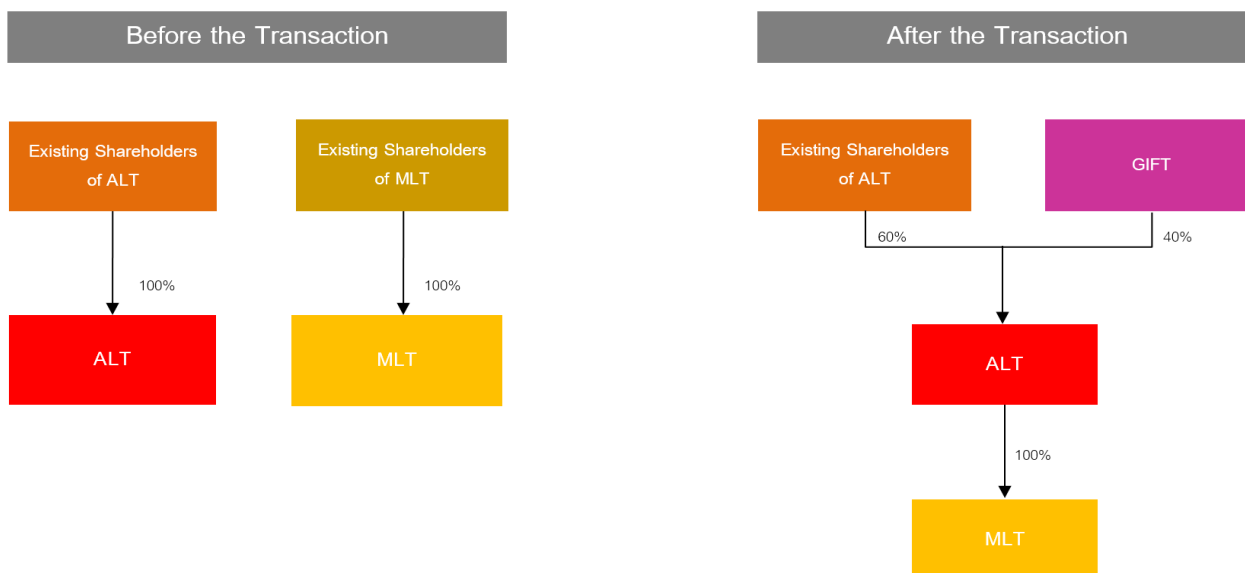 Before the Transaction
After the Transaction
Existing Shareholders
of ALT
Existing Shareholders
of MLT
Existing Shareholders
of ALT
GIFT
60%
40%
100%
100%
ALT
MLT
ALT
100%
MLT